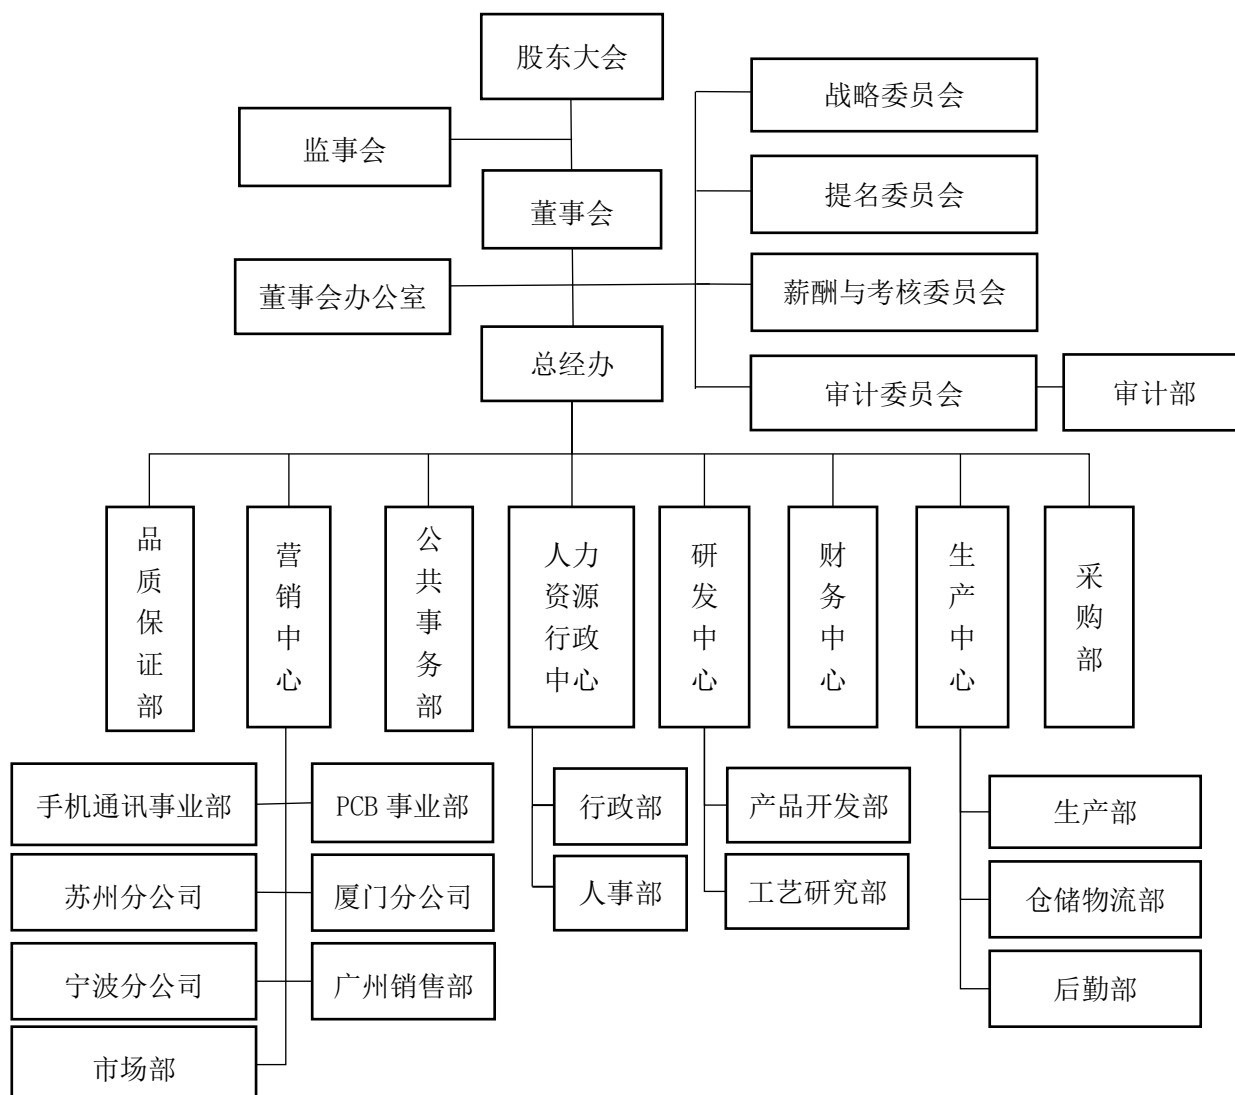 股东大会
战略委员会
监事会
提名委员会
董事会
董事会办公室
薪酬与考核委员会
总经办
审计委员会
审计部
品质保证部
营销中心
公共事务部
人力
资源
行政
中心
研发中心
财务中心
生产中心
采购部
手机通讯事业部
PCB 事业部
行政部
产品开发部
生产部
苏州分公司
厦门分公司
人事部
工艺研究部
仓储物流部
宁波分公司
广州销售部
后勤部
市场部